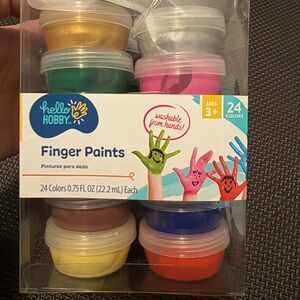 hello
HOBBY
washable
from hands!
AGES
3+
24
COLORS
Finger Paints
Pinturas para dedo
24 Colors (0.75 FL OZ (22.2 mL) Each